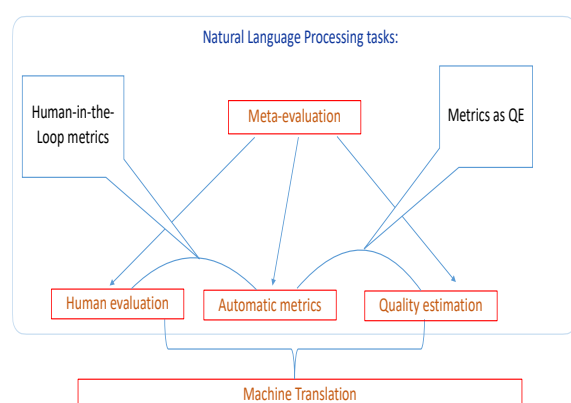 Natural Language Processing tasks:
Human-in-the-
Loop metrics
Meta-evaluation
Metrics as QE
Human evaluation
Automatic metrics
Quality estimation
Machine Translation